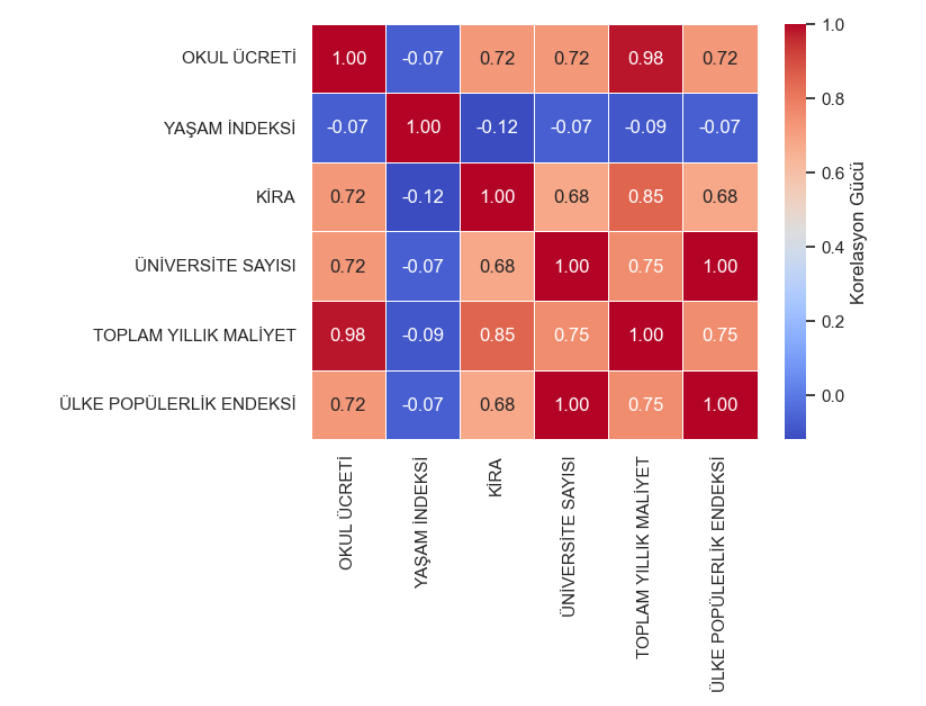 OKUL ÜCRETİ 1.00 -0.07 0.72 0.72 0.98 0.72
YAŞAM İNDEKSİ -0.07 1.00 -0.12 -0.07 -0.09 -0.07
KİRA 0.72 -0.12 1.00 0.68 0.85 0.68
ÜNİVERSİTE SAYISI 0.72 -0.07 0.68 1.00 0.75 1.00
TOPLAM YILLIK MALİYET 0.98 -0.09 0.85 0.75 1.00 0.75
ÜLKE POPÜLERLİK ENDEKSİ 0.72 -0.07 0.68 1.00 0.75 1.00
OKUL ÜCRETİ
YAŞAM İNDEKSİ
KİRA
ÜNİVERSİTE SAYISI
TOPLAM YILLIK MALİYET
ÜLKE POPÜLERLİK ENDEKSİ
1.0
0.8
0.6
0.4
0.2
0.0
Korelasyon Gücü